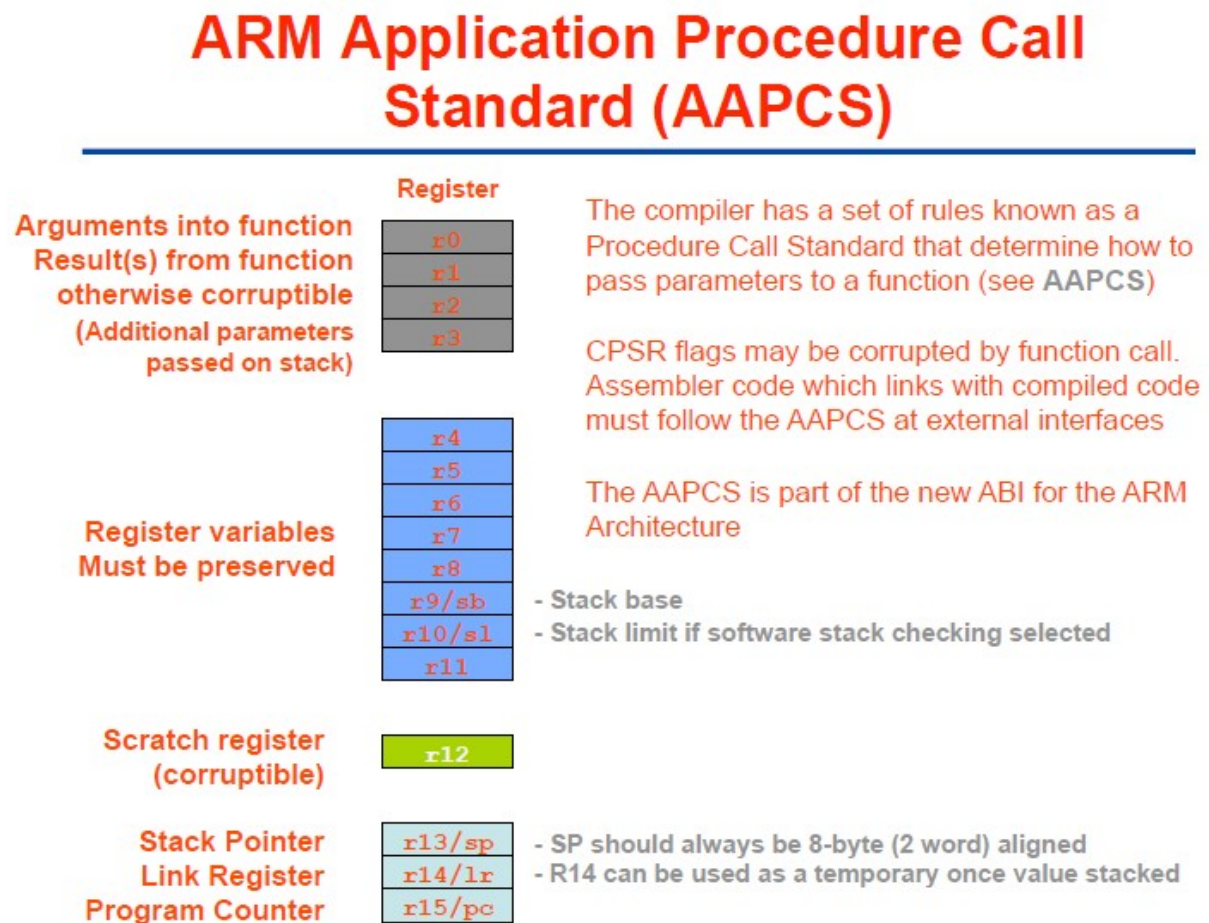 ARM Application Procedure Call
Standard (AAPCS)
Register
Arguments into function
Result(s) from function
otherwise corruptible
(Additional parameters
passed on stack)
r0
r1
r2
r3
The compiler has a set of rules known as a
Procedure Call Standard that determine how to
pass parameters to a function (see AAPCS)
CPSR flags may be corrupted by function call.
Assembler code which links with compiled code
must follow the AAPCS at external interfaces
The AAPCS is part of the new ABI for the ARM
Architecture
Register variables
Must be preserved
r4
r5
r6
r7
r8
r9/sb
r10/sl
r11
- Stack base
- Stack limit if software stack checking selected
Scratch register
(corruptible)
r12
Stack Pointer
Link Register
Program Counter
r13/sp
r14/lr
r15/pc
- SP should always be 8-byte (2 word) aligned
- R14 can be used as a temporary once value stacked